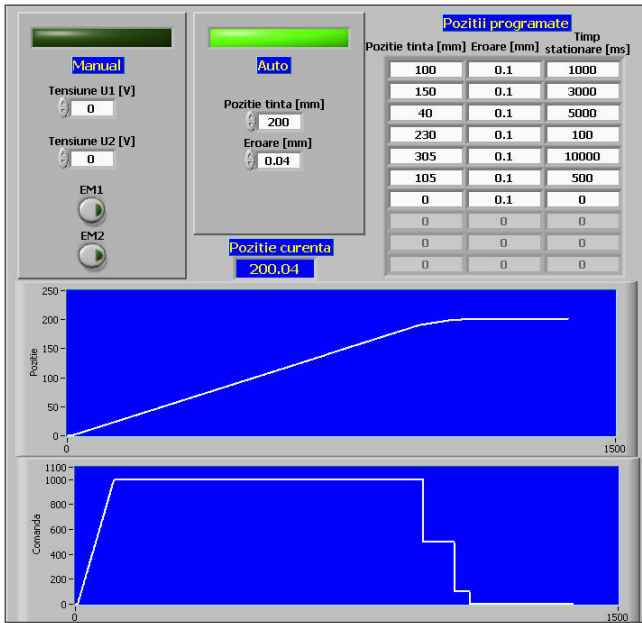 Manual
Tensiune U1 [V]
0
Tensiune U2 [V]
0
EM1
EM2
Auto
Pozitie tinta [mm]
200
Eroare [mm]
0.04
Pozitie curenta
200.04
Pozitii programate
Pozitie tinta [mm] Eroare [mm] Timp stationare [ms]
100 0.1 1000
150 0.1 3000
40 0.1 5000
230 0.1 100
305 0.1 10000
105 0.1 500
0 0.1 0
0 0 0
0 0 0
0 0 0
Pozitie
250
200
150
100
50
0
0 1500
Comanda
1100
1000
800
600
400
200
0
0 1500